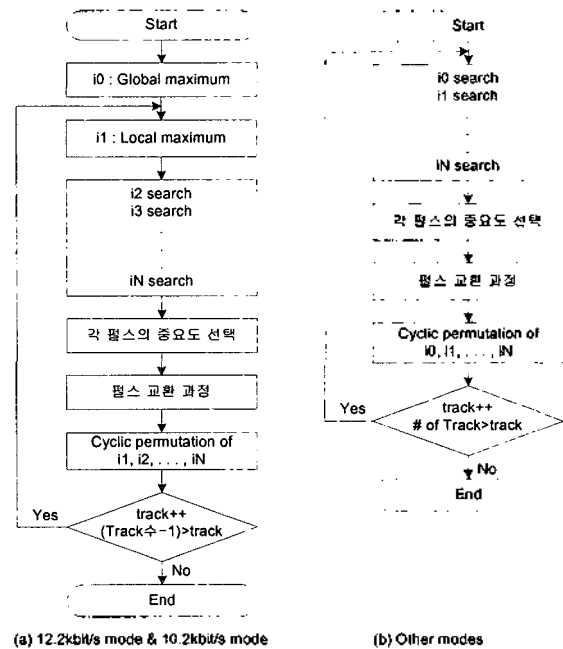 Start
i0 : Global maximum
i1 : Local maximum
i2 search
i3 search
iN search
각 펄스의 중요도 선택
펄스 교환 과정
Cyclic permutation of
i1, i2, . . . , iN
Yes
track++
(Track수-1)>track
No
End
(a) 12.2kbit/s mode & 10.2kbit/s mode
Start
i0 search
i1 search
iN search
각 펄스의 중요도 선택
펄스 교환 과정
Cyclic permutation of
i0, i1, . . . , iN
Yes
track++
# of Track>track
No
End
(b) Other modes